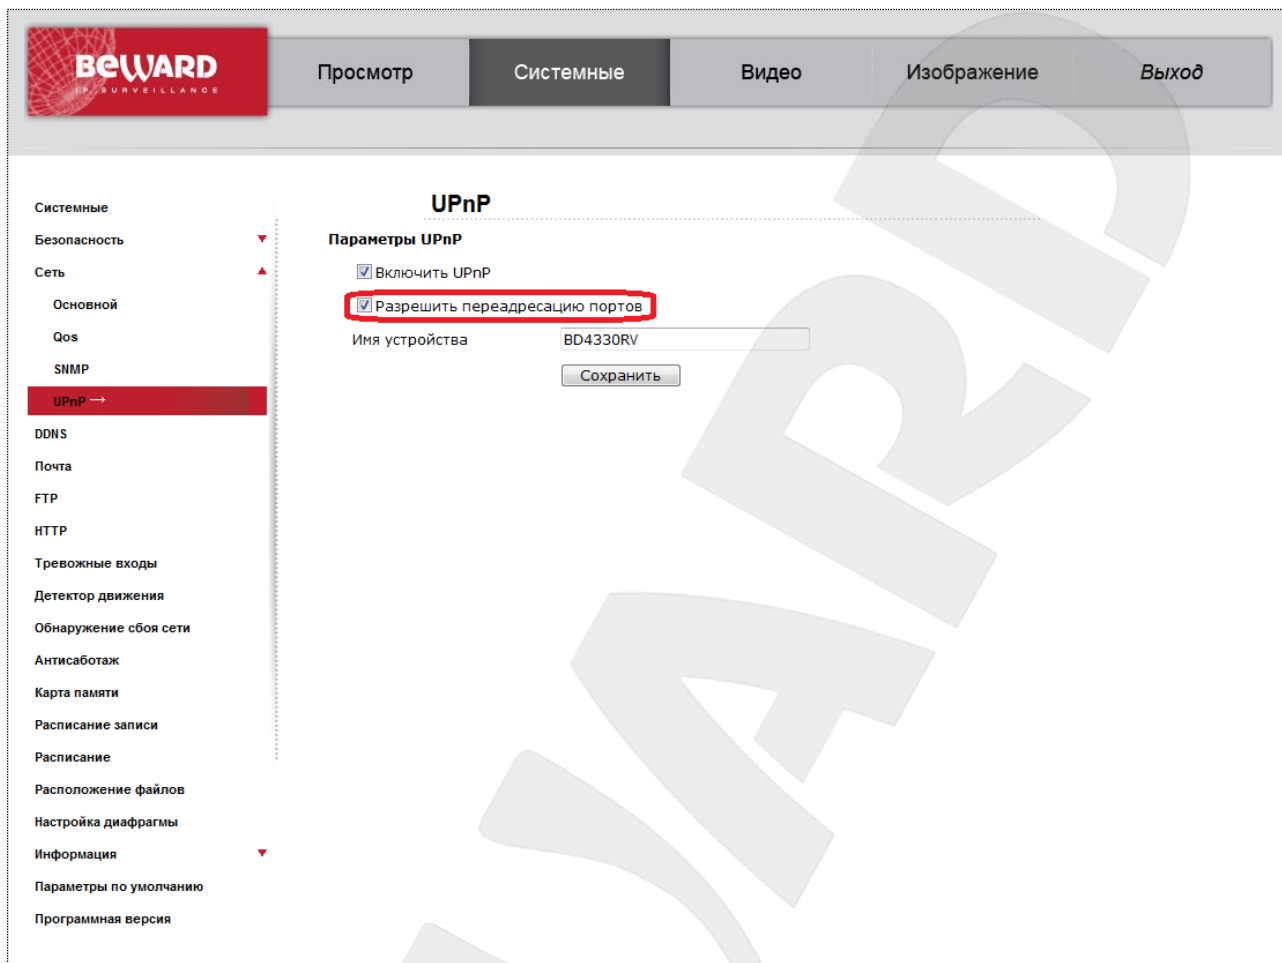 BEWARD
IP SURVEILLANCE
Просмотр
Системные
Видео
Изображение
Выход
Системные
Безопасность
Сеть
Основной
Qos
SNMP
UPnP →
DDNS
Почта
FTP
HTTP
Тревожные входы
Детектор движения
Обнаружение сбоя сети
Антисаботаж
Карта памяти
Расписание записи
Расписание
Расположение файлов
Настройка диафрагмы
Информация
Параметры по умолчанию
Программная версия
UPnP
Параметры UPnP
Включить UPnP
Разрешить переадресацию портов
Имя устройства BD4330RV
Сохранить